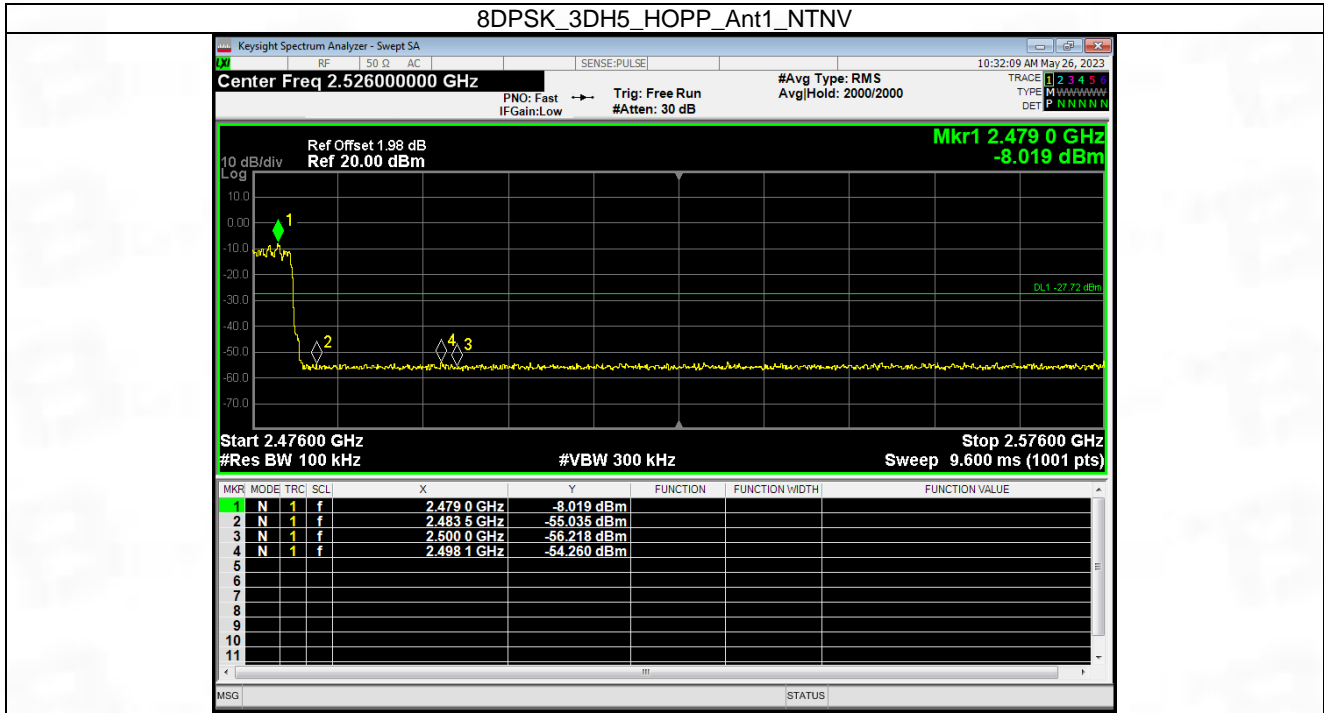 8DPSK_3DH5_HOPP_Ant1_NTNV
Keysight Spectrum Analyzer - Swept SA
LXI RF 50 Ω AC SENSE:PULSE 10:32:09 AM May 26, 2023
Center Freq 2.526000000 GHz #Avg Type: RMS TRACE 1 2 3 4 5 6
PNO: Fast Trig: Free Run Avg|Hold: 2000/2000 TYPE M WWWWW
IFGain:Low #Atten: 30 dB DET P N N N N N
Mkr1 2.479 0 GHz
Ref Offset 1.98 dB
10 dB/div Ref 20.00 dBm -8.019 dBm
Log
10.0
1
0.00
-10.0
-20.0
DL1 -27.72 dBm
-30.0
-40.0
2 4 3
-50.0
-60.0
-70.0
Start 2.47600 GHz Stop 2.57600 GHz
#Res BW 100 kHz #VBW 300 kHz Sweep 9.600 ms (1001 pts)
MKR MODE TRC SCL X Y FUNCTION FUNCTION WIDTH FUNCTION VALUE
1 N 1 f 2.479 0 GHz -8.019 dBm
2 N 1 f 2.483 5 GHz -55.035 dBm
3 N 1 f 2.500 0 GHz -56.218 dBm
4 N 1 f 2.498 1 GHz -54.260 dBm
5
6
7
8
9
10
11
MSG STATUS